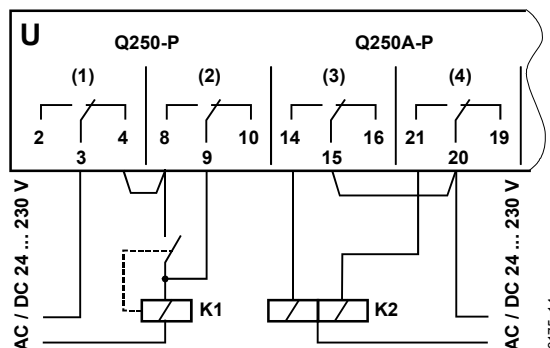 U
Q250-P Q250A-P
(1) (2) (3) (4)
2 4 8 10 14 16 21 19
3 9 15 20
AC / DC 24 ... 230 V
K1
K2
AC / DC 24 ... 230 V